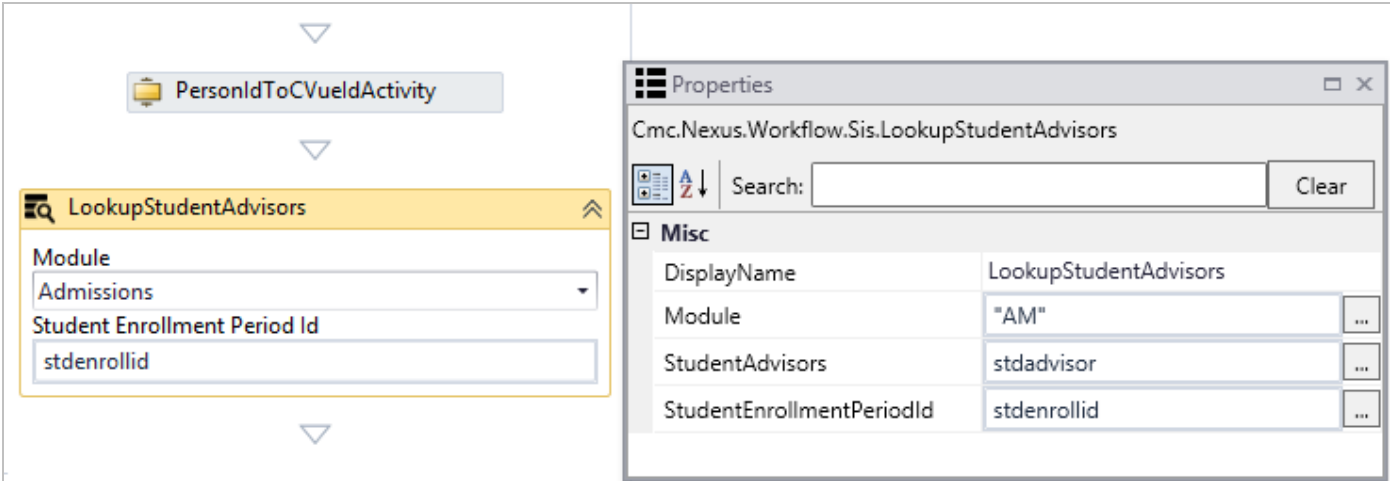 PersonIdToCVueIdActivity
LookupStudentAdvisors
Module
Admissions
Student Enrollment Period Id
stdenrollid
Properties
Cmc.Nexus.Workflow.Sis.LookupStudentAdvisors
A Z Search: Clear
Misc
DisplayName LookupStudentAdvisors
Module "AM" ...
StudentAdvisors stdadvisor ...
StudentEnrollmentPeriodId stdenrollid ...